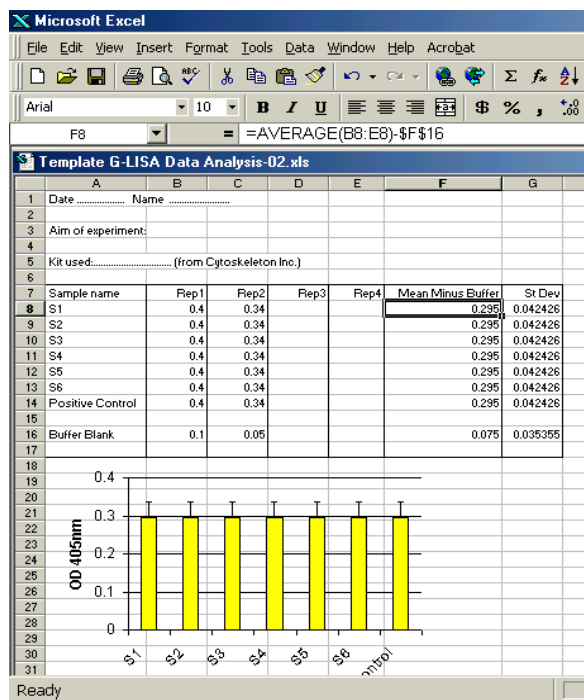 Microsoft Excel
File Edit View Insert Format Tools Data Window Help Acrobat
ABC Σ fx A Z
Arial 10 B I U $ % , .00
F8 = =AVERAGE(B8:E8)-$F$16
Template G-LISA Data Analysis-02.xls
A B C D E F G
1 Date .................. Name ......................
2
3 Aim of experiment:
4
5 Kit used:............................. (from Cytoskeleton Inc.)
6
7 Sample name Rep1 Rep2 Rep3 Rep4 Mean Minus Buffer St Dev
8 S1 0.4 0.34 0.295 0.042426
9 S2 0.4 0.34 0.295 0.042426
10 S3 0.4 0.34 0.295 0.042426
11 S4 0.4 0.34 0.295 0.042426
12 S5 0.4 0.34 0.295 0.042426
13 S6 0.4 0.34 0.295 0.042426
14 Positive Control 0.4 0.34 0.295 0.042426
15
16 Buffer Blank 0.1 0.05 0.075 0.035355
17
18
19
20
21
22
23
24
25
26
27
28
29
30
31
OD 405nm
0.4
0.3
0.2
0.1
0
S1 S2 S3 S4 S5 S6 ontrol
Ready